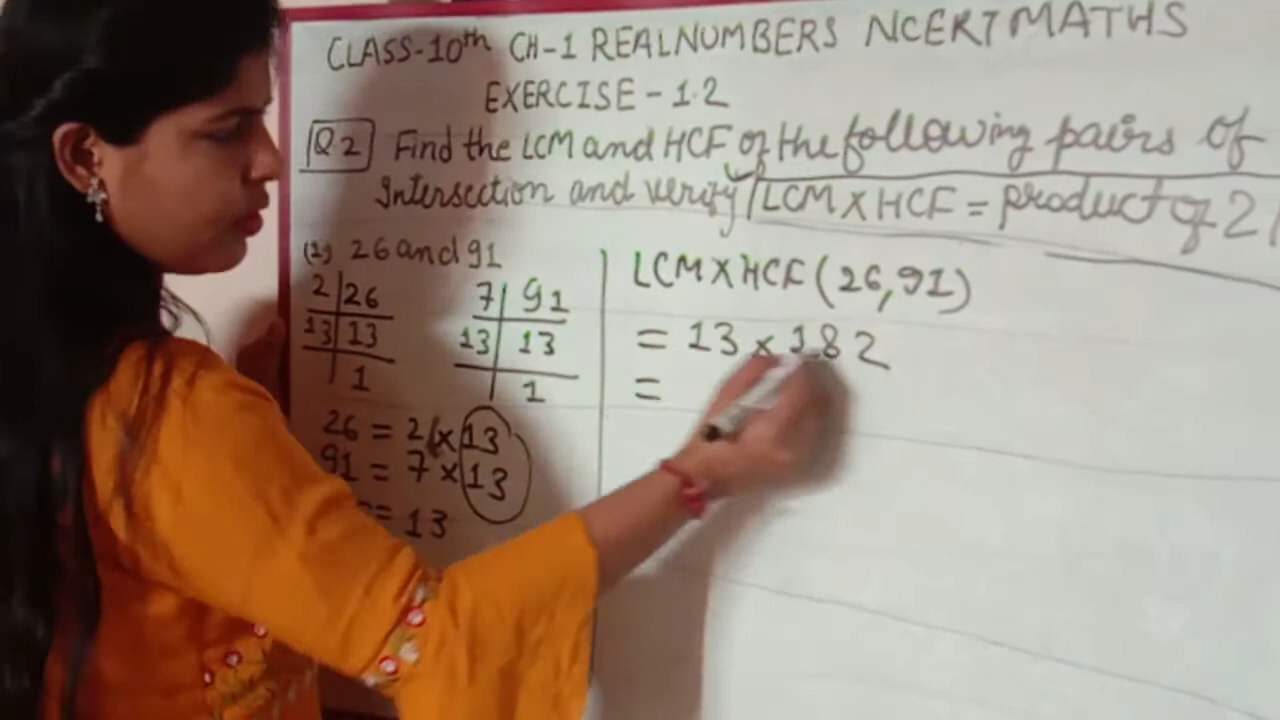 CLASS-10th CH-1 REALNUMBERS NCERT MATHS
EXERCISE-1.2
Q2 Find the LCM and HCF of the following pairs of
Intersection and verify LCM X HCF = product of 2
(1) 26 and 91
2 26
13 13
1
7 91
13 13
1
26 = 2 x 13
91 = 7 x 13
= 13
LCM X HCF (26,91)
= 13 x 182
=